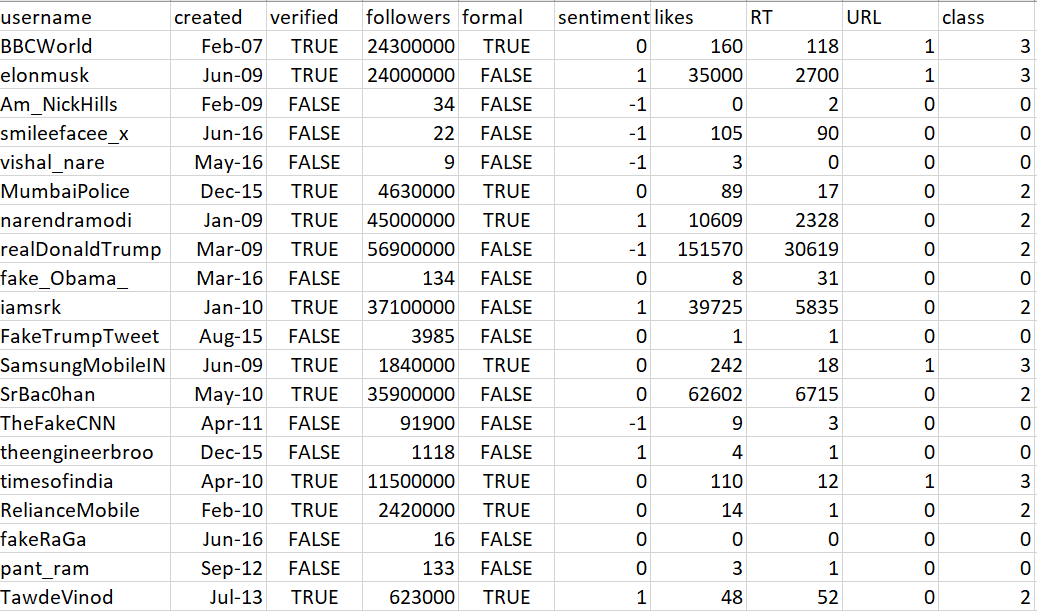 username created verified followers formal sentiment likes RT URL class
BBCWorld Feb-07 TRUE 24300000 TRUE 0 160 118 1 3
elonmusk Jun-09 TRUE 24000000 FALSE 1 35000 2700 1 3
Am_NickHills Feb-09 FALSE 34 FALSE -1 0 2 0 0
smileefacee_x Jun-16 FALSE 22 FALSE -1 105 90 0 0
vishal_nare May-16 FALSE 9 FALSE -1 3 0 0 0
MumbaiPolice Dec-15 TRUE 4630000 TRUE 0 89 17 0 2
narendramodi Jan-09 TRUE 45000000 TRUE 1 10609 2328 0 2
realDonaldTrump Mar-09 TRUE 56900000 FALSE -1 151570 30619 0 2
fake_Obama_ Mar-16 FALSE 134 FALSE 0 8 31 0 0
iamsrk Jan-10 TRUE 37100000 FALSE 1 39725 5835 0 2
FakeTrumpTweet Aug-15 FALSE 3985 FALSE 0 1 1 0 0
SamsungMobileIN Jun-09 TRUE 1840000 TRUE 0 242 18 1 3
SrBac0han May-10 TRUE 35900000 FALSE 0 62602 6715 0 2
TheFakeCNN Apr-11 FALSE 91900 FALSE -1 9 3 0 0
theengineerbroo Dec-15 FALSE 1118 FALSE 1 4 1 0 0
timesofindia Apr-10 TRUE 11500000 TRUE 0 110 12 1 3
RelianceMobile Feb-10 TRUE 2420000 TRUE 0 14 1 0 2
fakeRaGa Jun-16 FALSE 16 FALSE 0 0 0 0 0
pant_ram Sep-12 FALSE 133 FALSE 0 3 1 0 0
TawdeVinod Jul-13 TRUE 623000 TRUE 1 48 52 0 2